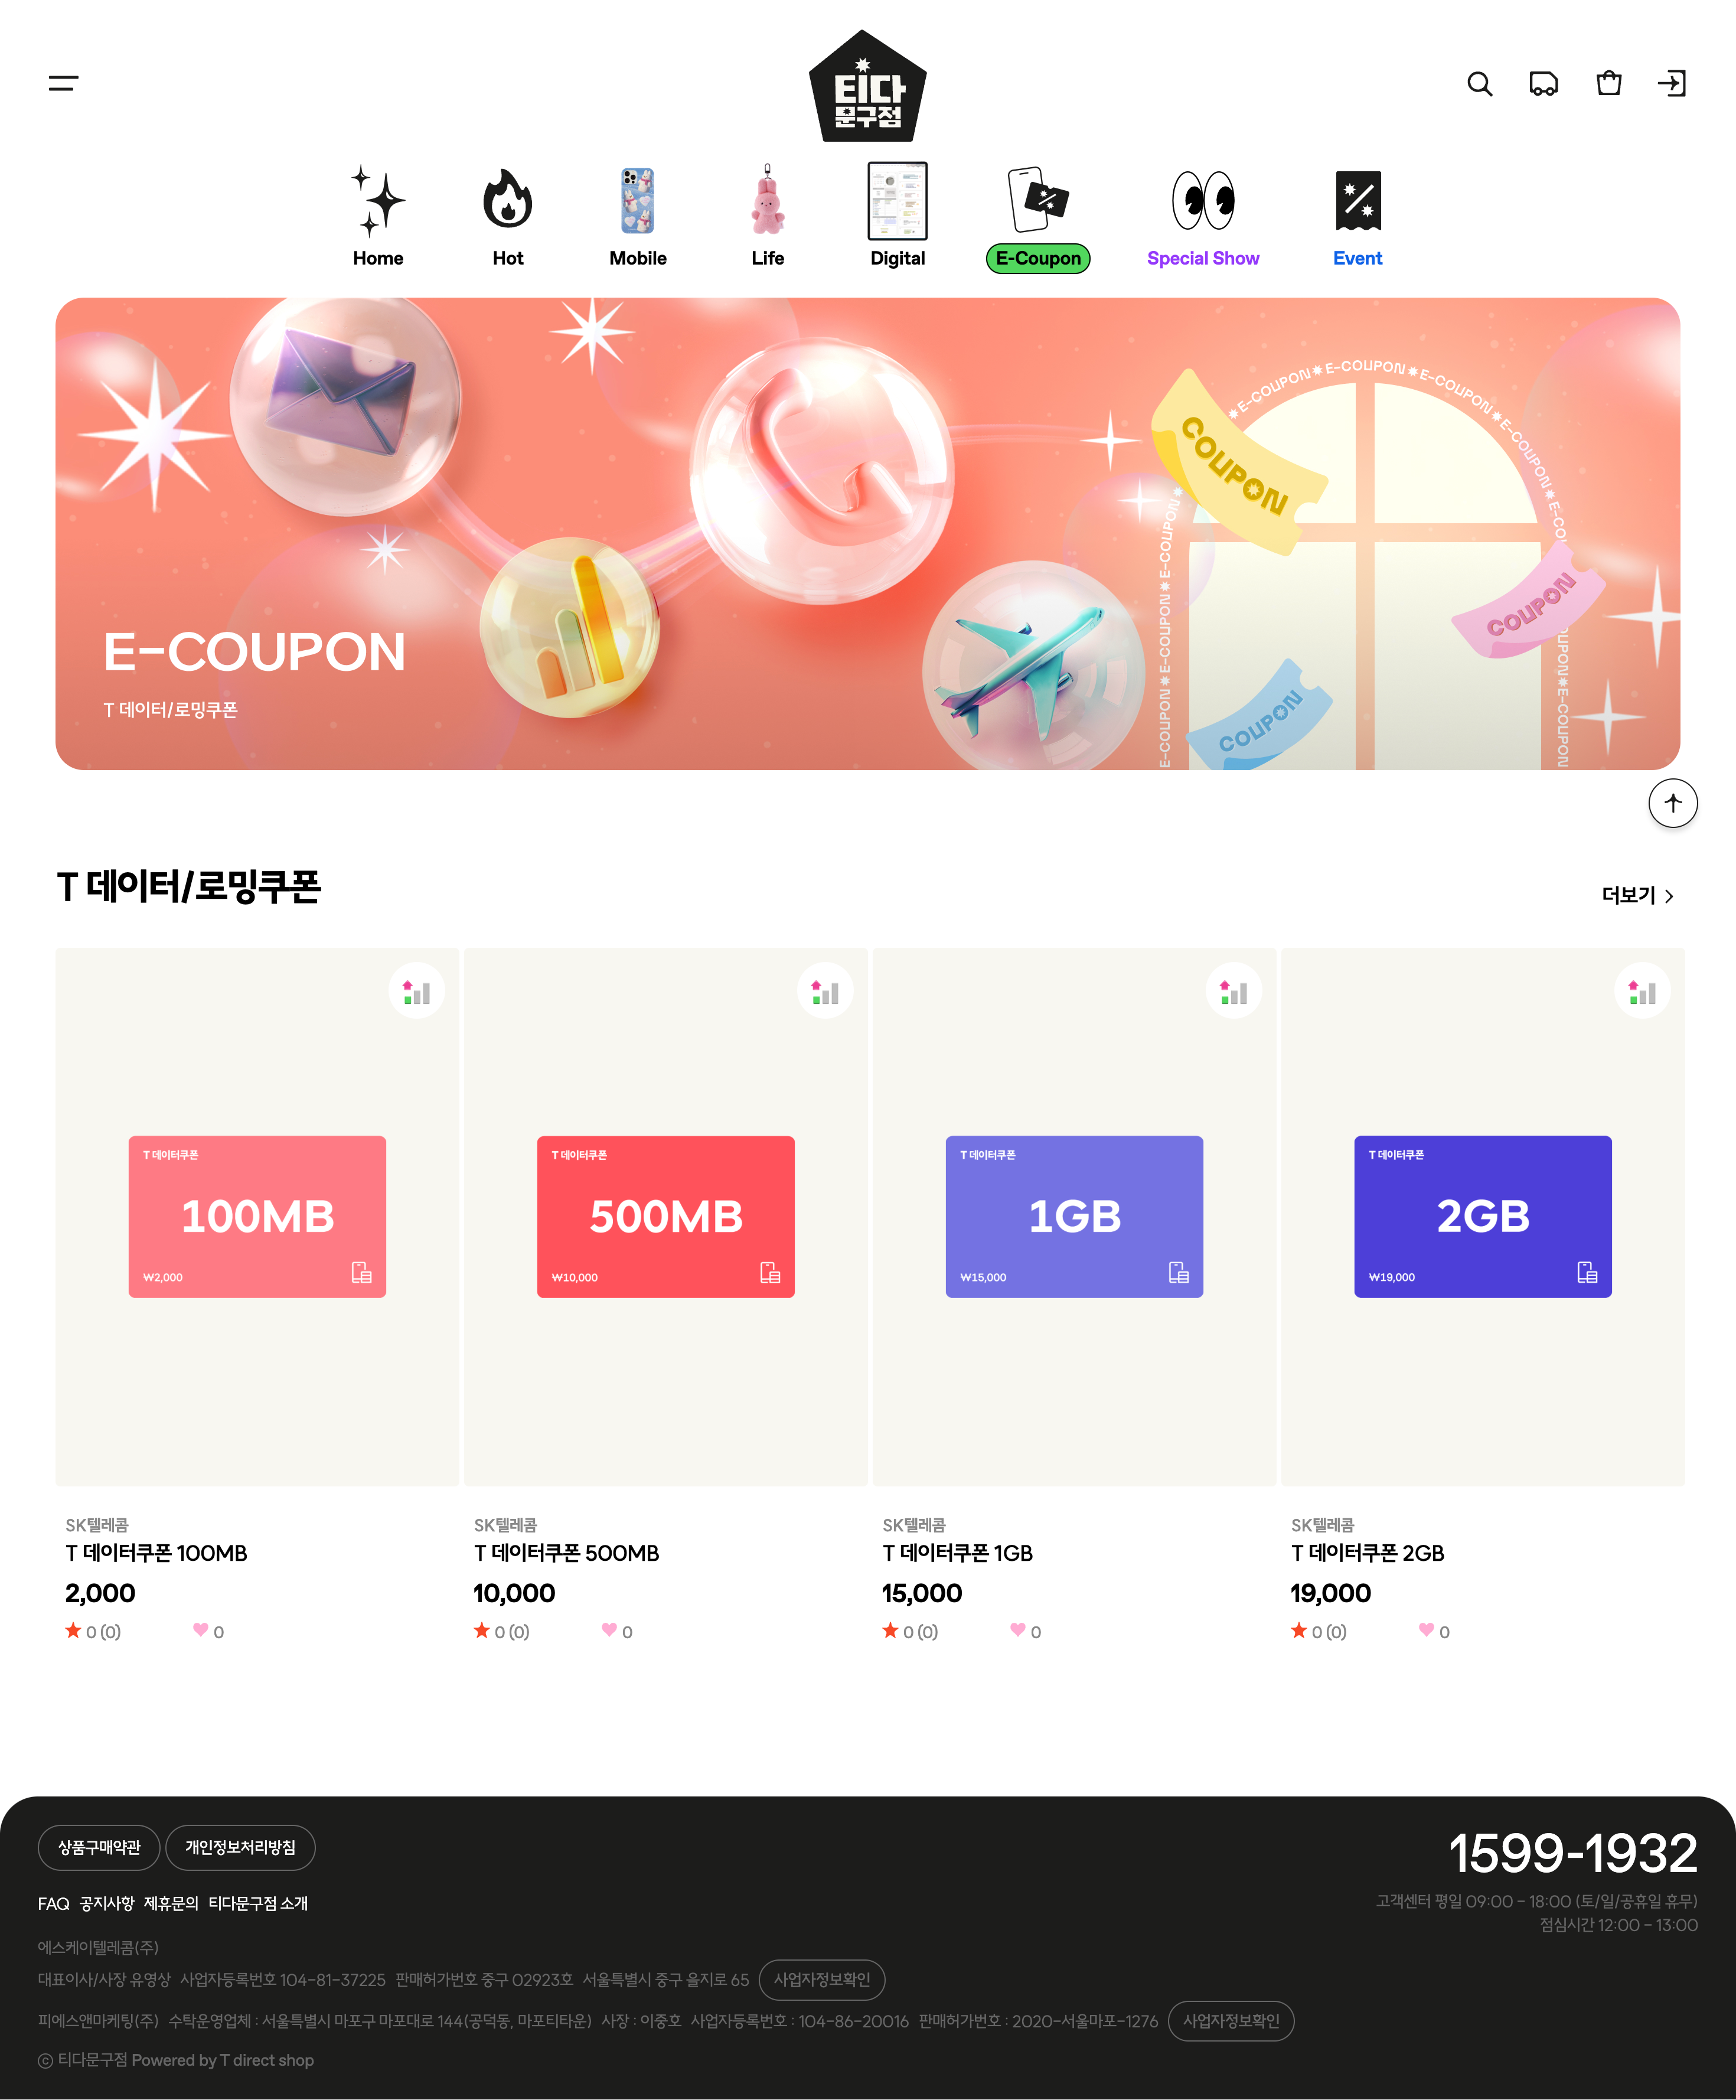 티다
문구점
Home
Hot
Mobile
Life
Digital
E-Coupon
Special Show
Event
E-COUPON
T 데이터/로밍쿠폰
E-COUPON✷E-COUPON✷E-COUPON✷E-COUPON✷E-COUPON✷E-COUPON✷E-COUPON
COUPON
COUPON
COUPON
T 데이터/로밍쿠폰
더보기
T 데이터쿠폰
100MB
₩2,000
T 데이터쿠폰
500MB
₩10,000
T 데이터쿠폰
1GB
₩15,000
T 데이터쿠폰
2GB
₩19,000
SK텔레콤
T 데이터쿠폰 100MB
2,000
0 (0) 0
SK텔레콤
T 데이터쿠폰 500MB
10,000
0 (0) 0
SK텔레콤
T 데이터쿠폰 1GB
15,000
0 (0) 0
SK텔레콤
T 데이터쿠폰 2GB
19,000
0 (0) 0
상품구매약관 개인정보처리방침
FAQ 공지사항 제휴문의 티다문구점 소개
에스케이텔레콤(주)
대표이사/사장 유영상 사업자등록번호 104-81-37225 판매허가번호 중구 02923호 서울특별시 중구 을지로 65 사업자정보확인
피에스앤마케팅(주) 수탁운영업체 : 서울특별시 마포구 마포대로 144(공덕동, 마포티타운) 사장 : 이중호 사업자등록번호 : 104-86-20016 판매허가번호 : 2020-서울마포-1276 사업자정보확인
ⓒ 티다문구점 Powered by T direct shop
1599-1932
고객센터 평일 09:00 - 18:00 (토/일/공휴일 휴무)
점심시간 12:00 - 13:00